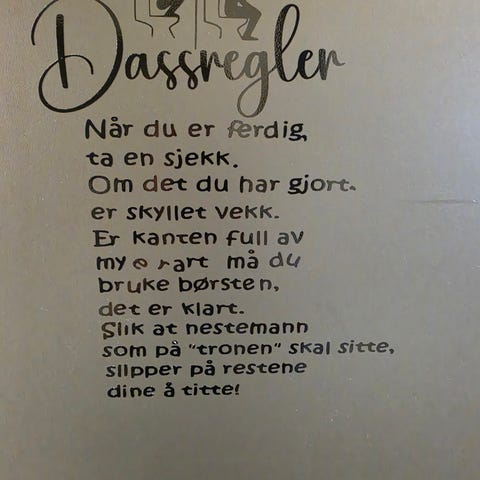 Dassregler
Når du er ferdig,
ta en sjekk.
Om det du har gjort.
er skyllet vekk.
Er kanten full av
mye rart må du
bruke børsten,
det er klart.
Slik at nestemann
som på "tronen" skal sitte,
slipper på restene
dine å titte!